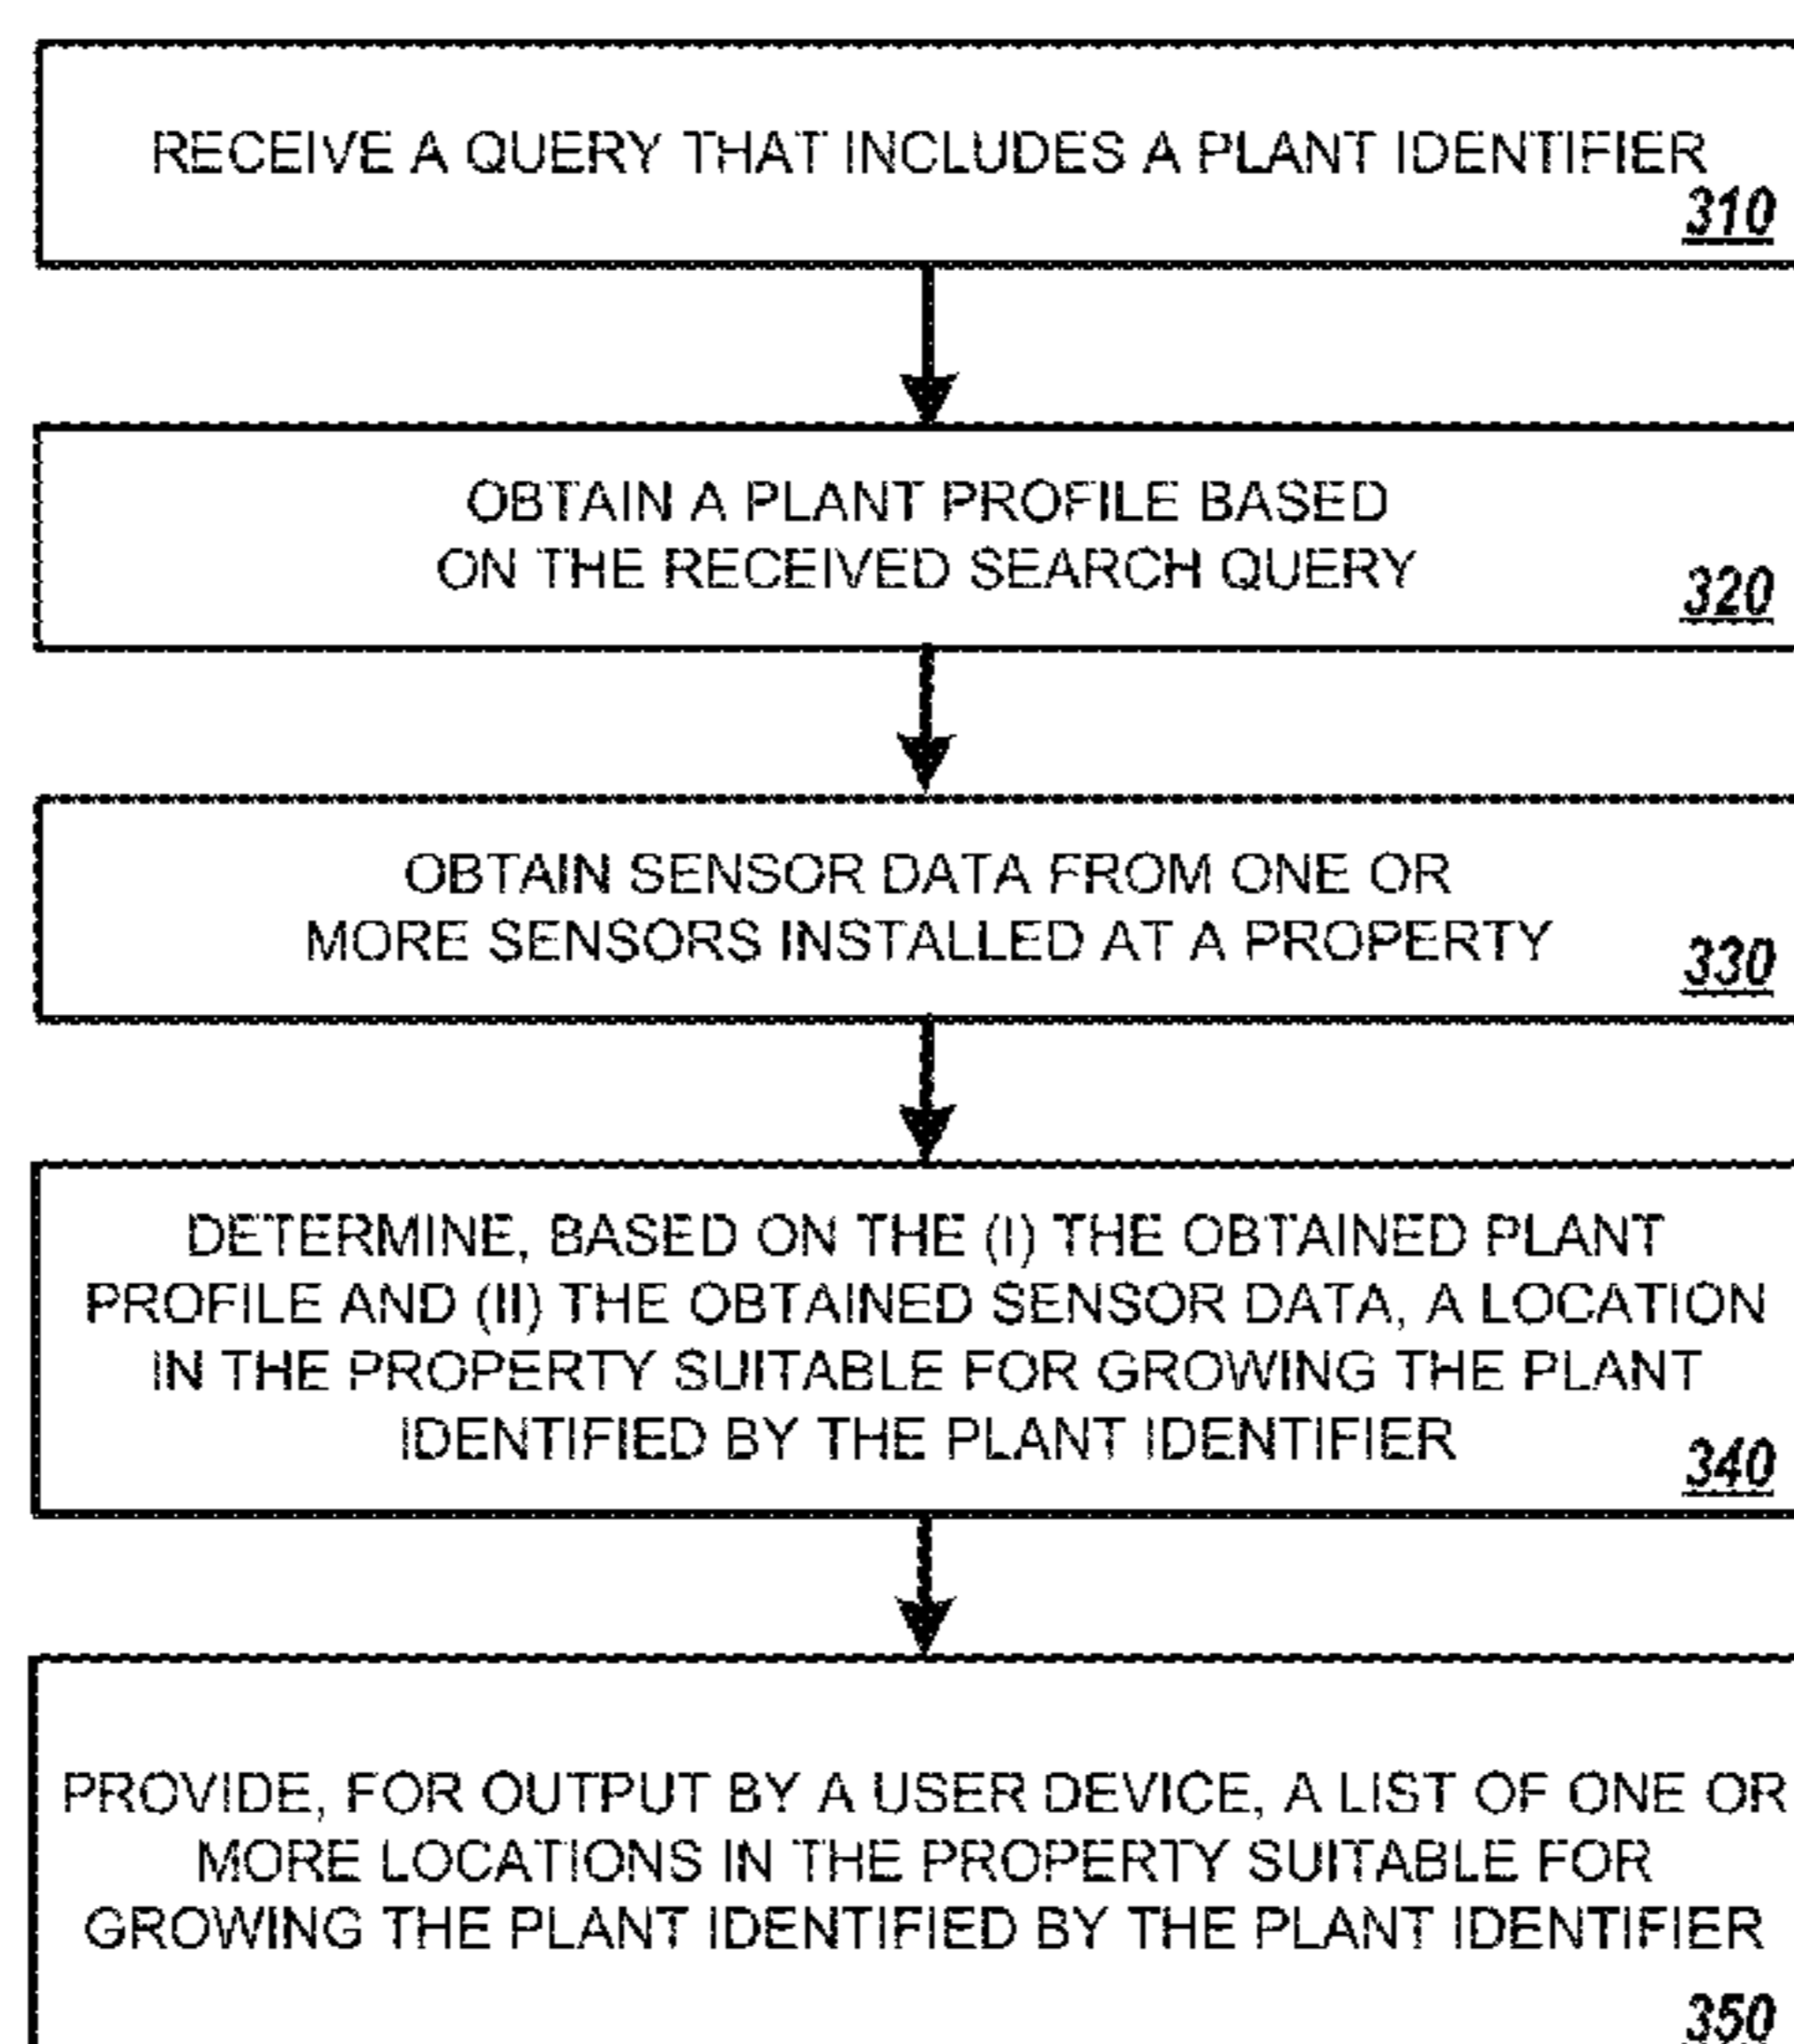 RECEIVE A QUERY THAT INCLUDES A PLANT IDENTIFIER
310
OBTAIN A PLANT PROFILE BASED
ON THE RECEIVED SEARCH QUERY
320
OBTAIN SENSOR DATA FROM ONE OR
MORE SENSORS INSTALLED AT A PROPERTY
330
DETERMINE, BASED ON THE (I) THE OBTAINED PLANT
PROFILE AND (II) THE OBTAINED SENSOR DATA, A LOCATION
IN THE PROPERTY SUITABLE FOR GROWING THE PLANT
IDENTIFIED BY THE PLANT IDENTIFIER
340
PROVIDE, FOR OUTPUT BY A USER DEVICE, A LIST OF ONE OR
MORE LOCATIONS IN THE PROPERTY SUITABLE FOR
GROWING THE PLANT IDENTIFIED BY THE PLANT IDENTIFIER
350